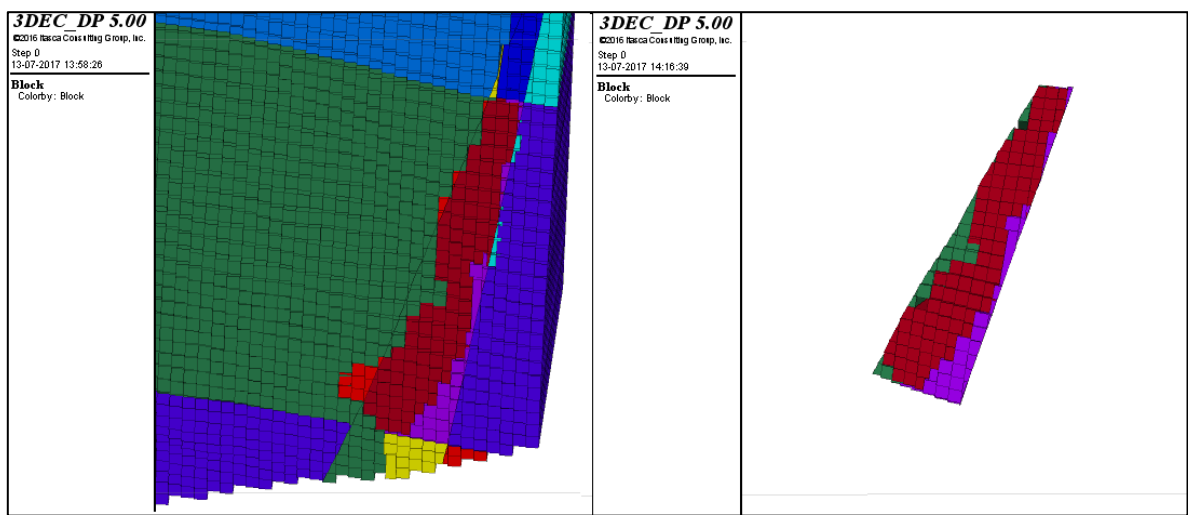 3DEC_DP 5.00
©2016 Itasca Consulting Group, Inc.
Step 0
13-07-2017 13:58:26
Block
Colorby: Block
3DEC_DP 5.00
©2016 Itasca Consulting Group, Inc.
Step 0
13-07-2017 14:16:39
Block
Colorby: Block